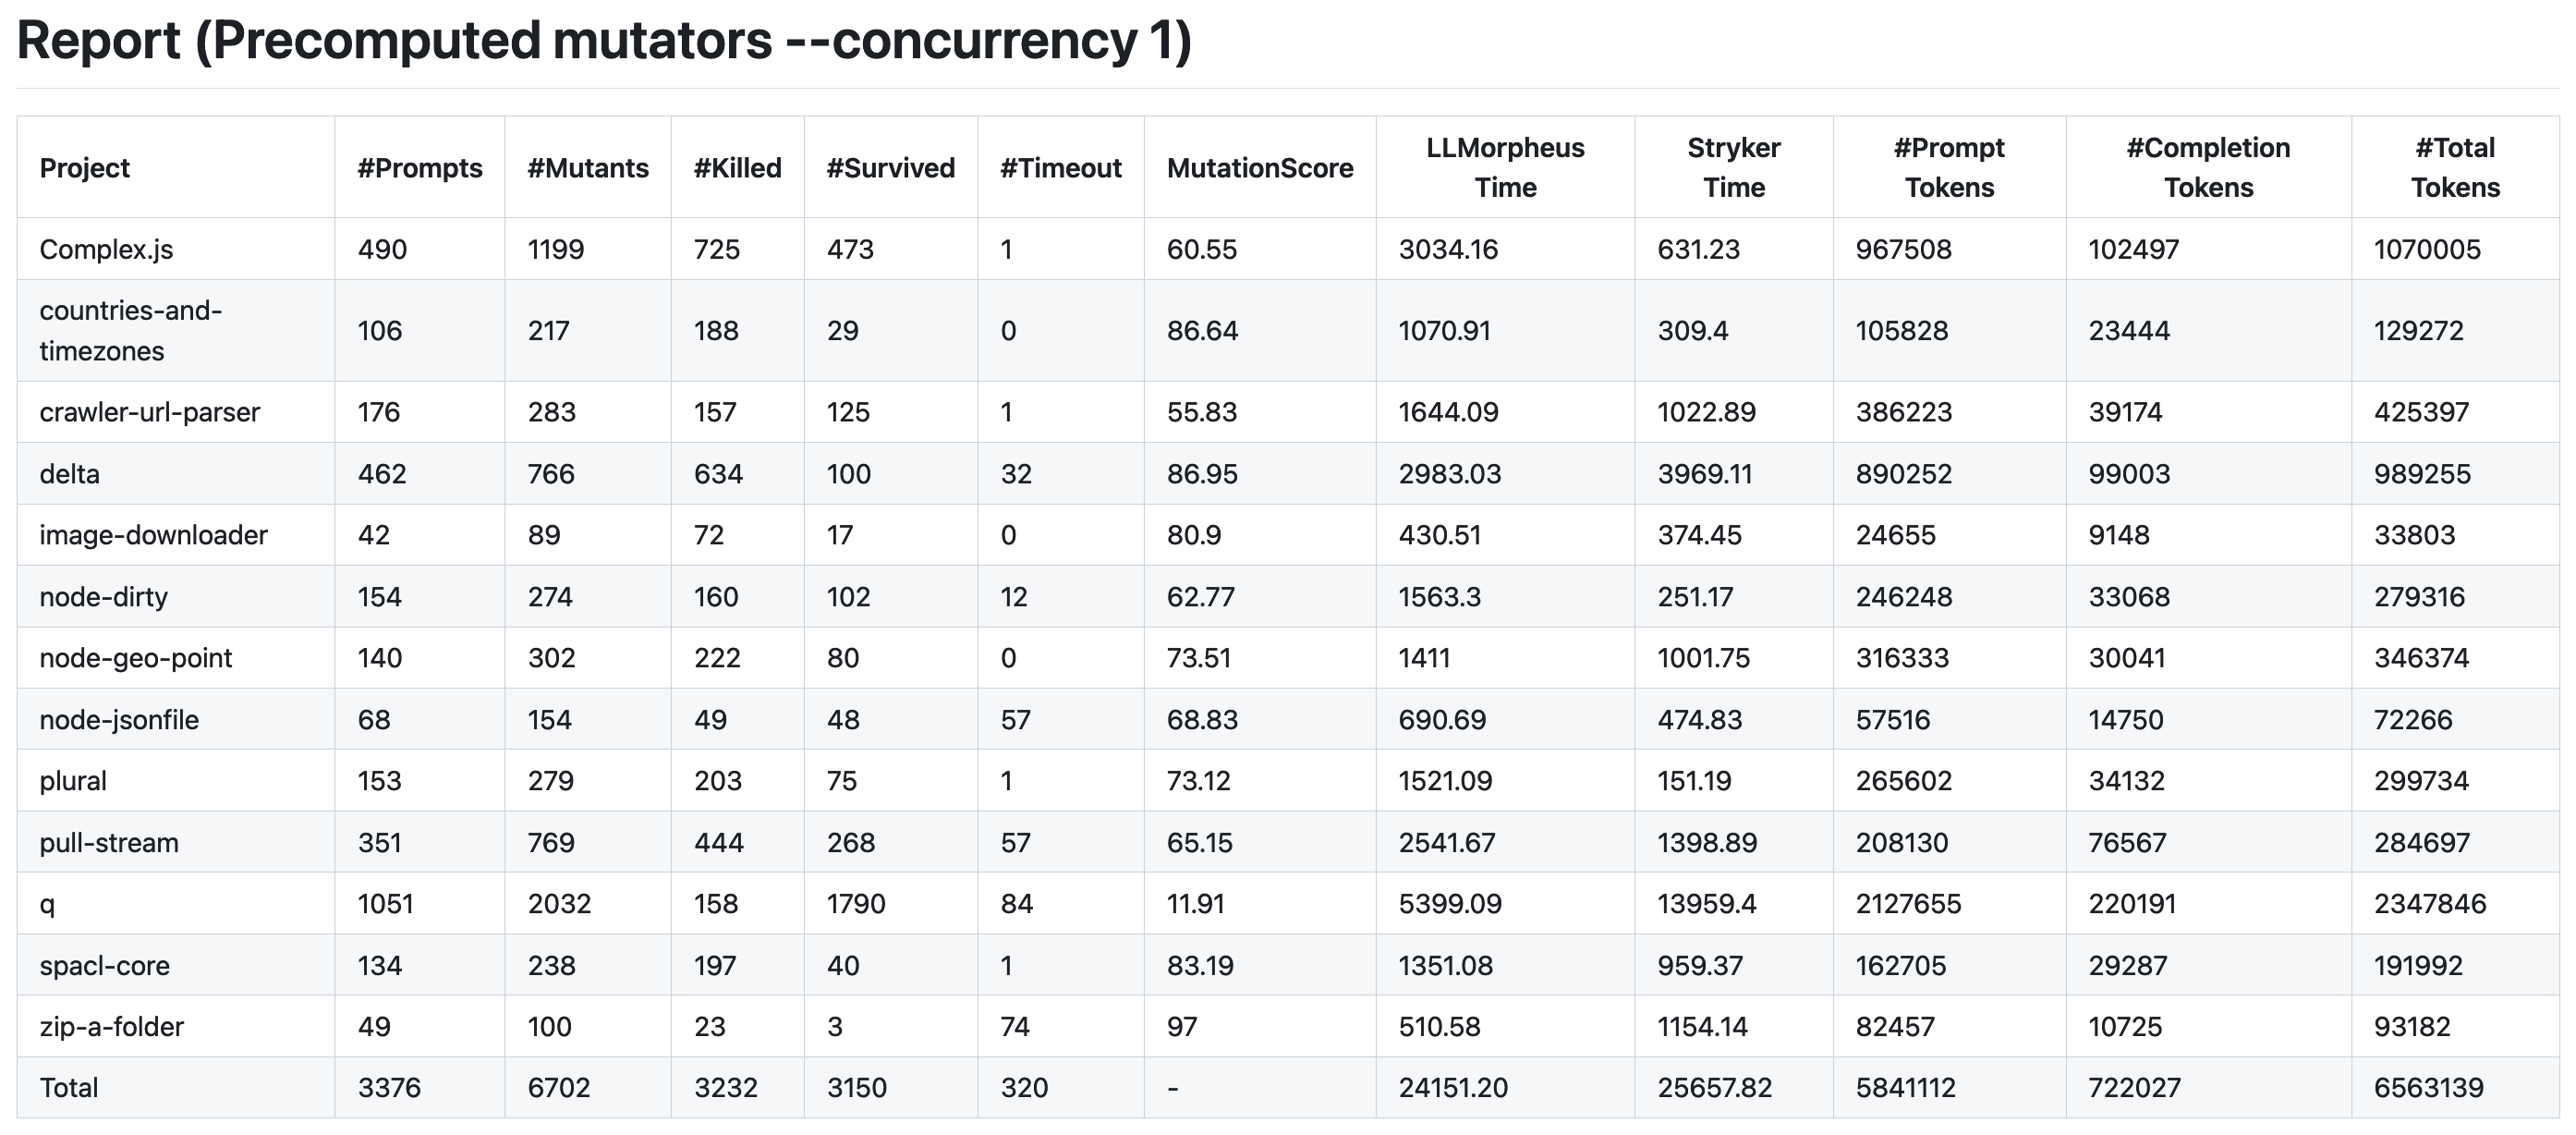 Report (Precomputed mutators --concurrency 1)
Project #Prompts #Mutants #Killed #Survived #Timeout MutationScore LLMorpheus Time Stryker Time #Prompt Tokens #Completion Tokens #Total Tokens
Complex.js 490 1199 725 473 1 60.55 3034.16 631.23 967508 102497 1070005
countries-and-timezones 106 217 188 29 0 86.64 1070.91 309.4 105828 23444 129272
crawler-url-parser 176 283 157 125 1 55.83 1644.09 1022.89 386223 39174 425397
delta 462 766 634 100 32 86.95 2983.03 3969.11 890252 99003 989255
image-downloader 42 89 72 17 0 80.9 430.51 374.45 24655 9148 33803
node-dirty 154 274 160 102 12 62.77 1563.3 251.17 246248 33068 279316
node-geo-point 140 302 222 80 0 73.51 1411 1001.75 316333 30041 346374
node-jsonfile 68 154 49 48 57 68.83 690.69 474.83 57516 14750 72266
plural 153 279 203 75 1 73.12 1521.09 151.19 265602 34132 299734
pull-stream 351 769 444 268 57 65.15 2541.67 1398.89 208130 76567 284697
q 1051 2032 158 1790 84 11.91 5399.09 13959.4 2127655 220191 2347846
spacl-core 134 238 197 40 1 83.19 1351.08 959.37 162705 29287 191992
zip-a-folder 49 100 23 3 74 97 510.58 1154.14 82457 10725 93182
Total 3376 6702 3232 3150 320 - 24151.20 25657.82 5841112 722027 6563139